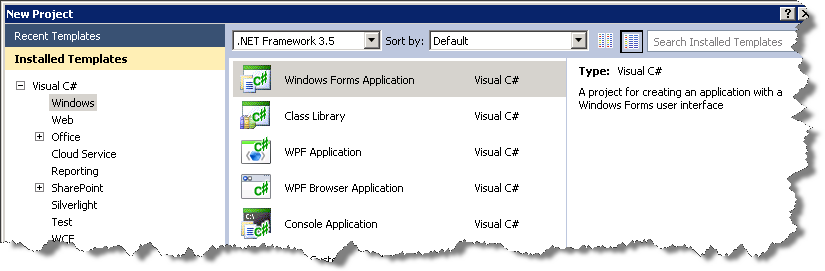 New Project
Recent Templates
.NET Framework 3.5
Sort by:
Default
Search Installed Templates
Installed Templates
Visual C#
Windows
Web
Office
Cloud Service
Reporting
SharePoint
Silverlight
Test
WCF
Windows Forms Application Visual C#
Class Library Visual C#
WPF Application Visual C#
WPF Browser Application Visual C#
Console Application Visual C#
Type: Visual C#
A project for creating an application with a
Windows Forms user interface